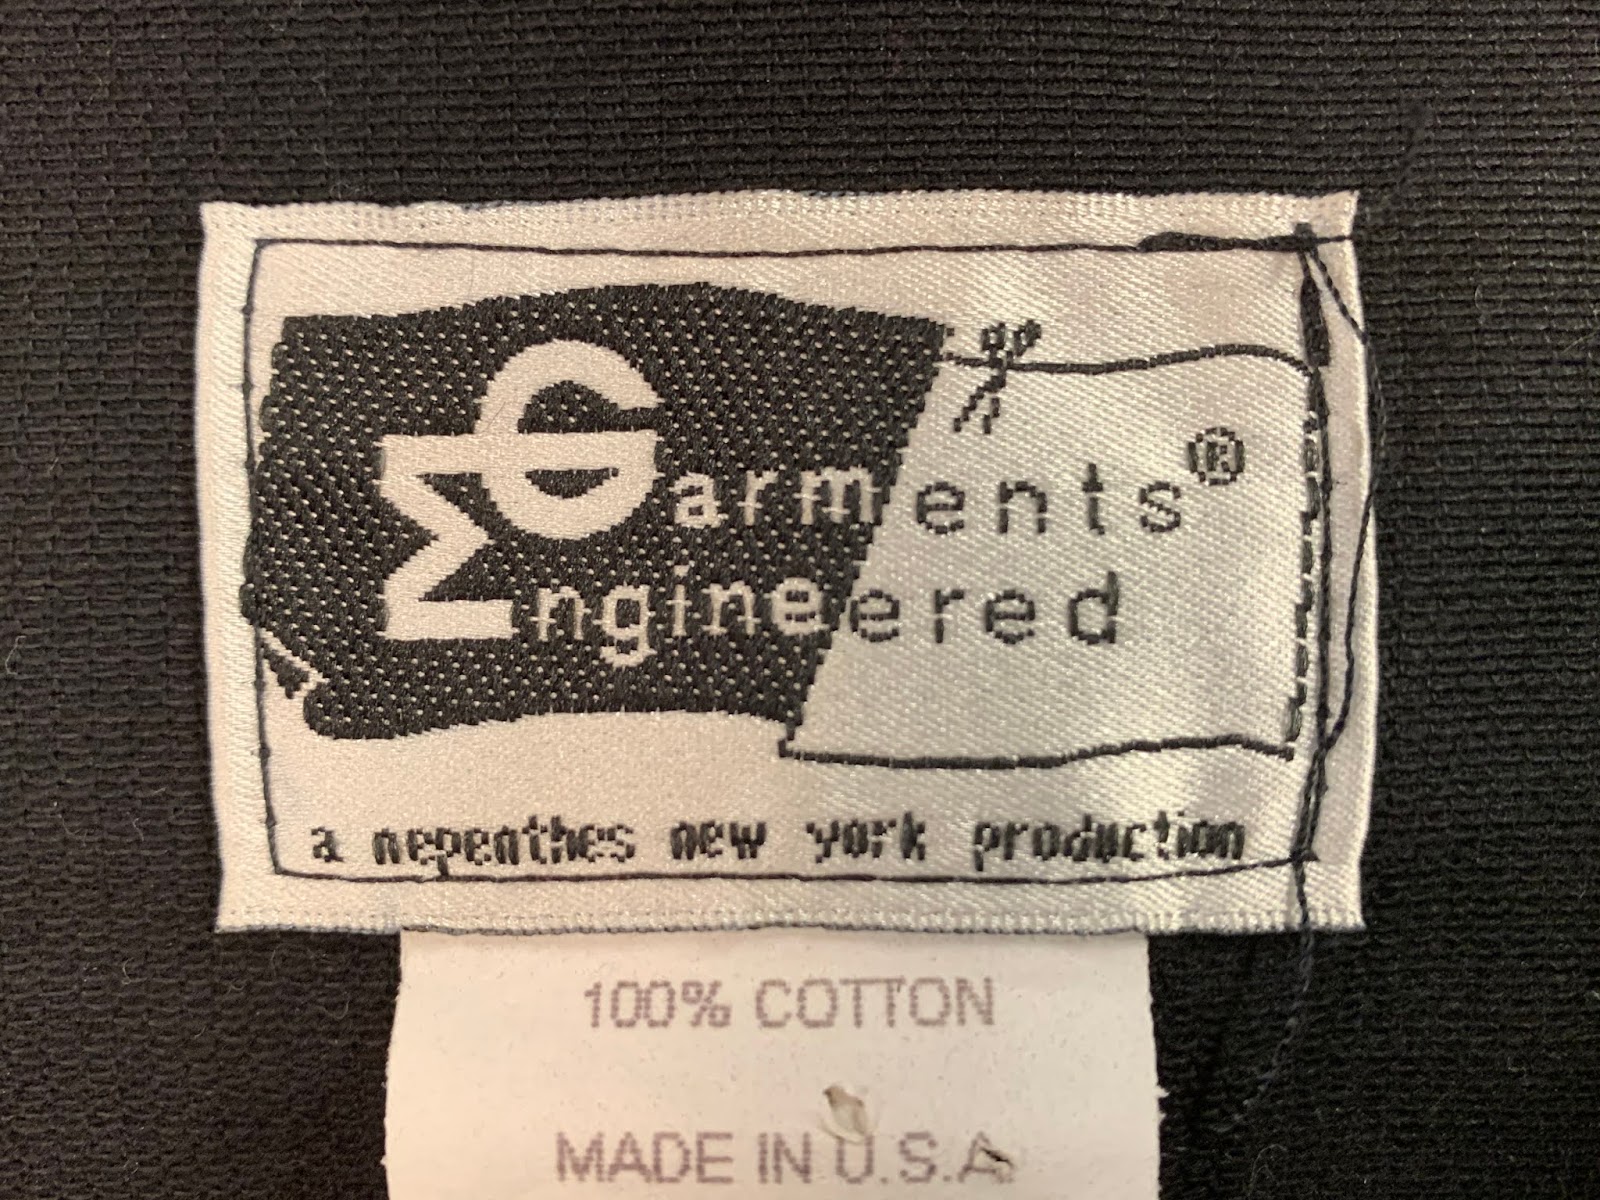 Garments®
Engineered
a nepenthes new york production
100% COTTON
MADE IN U.S.A.